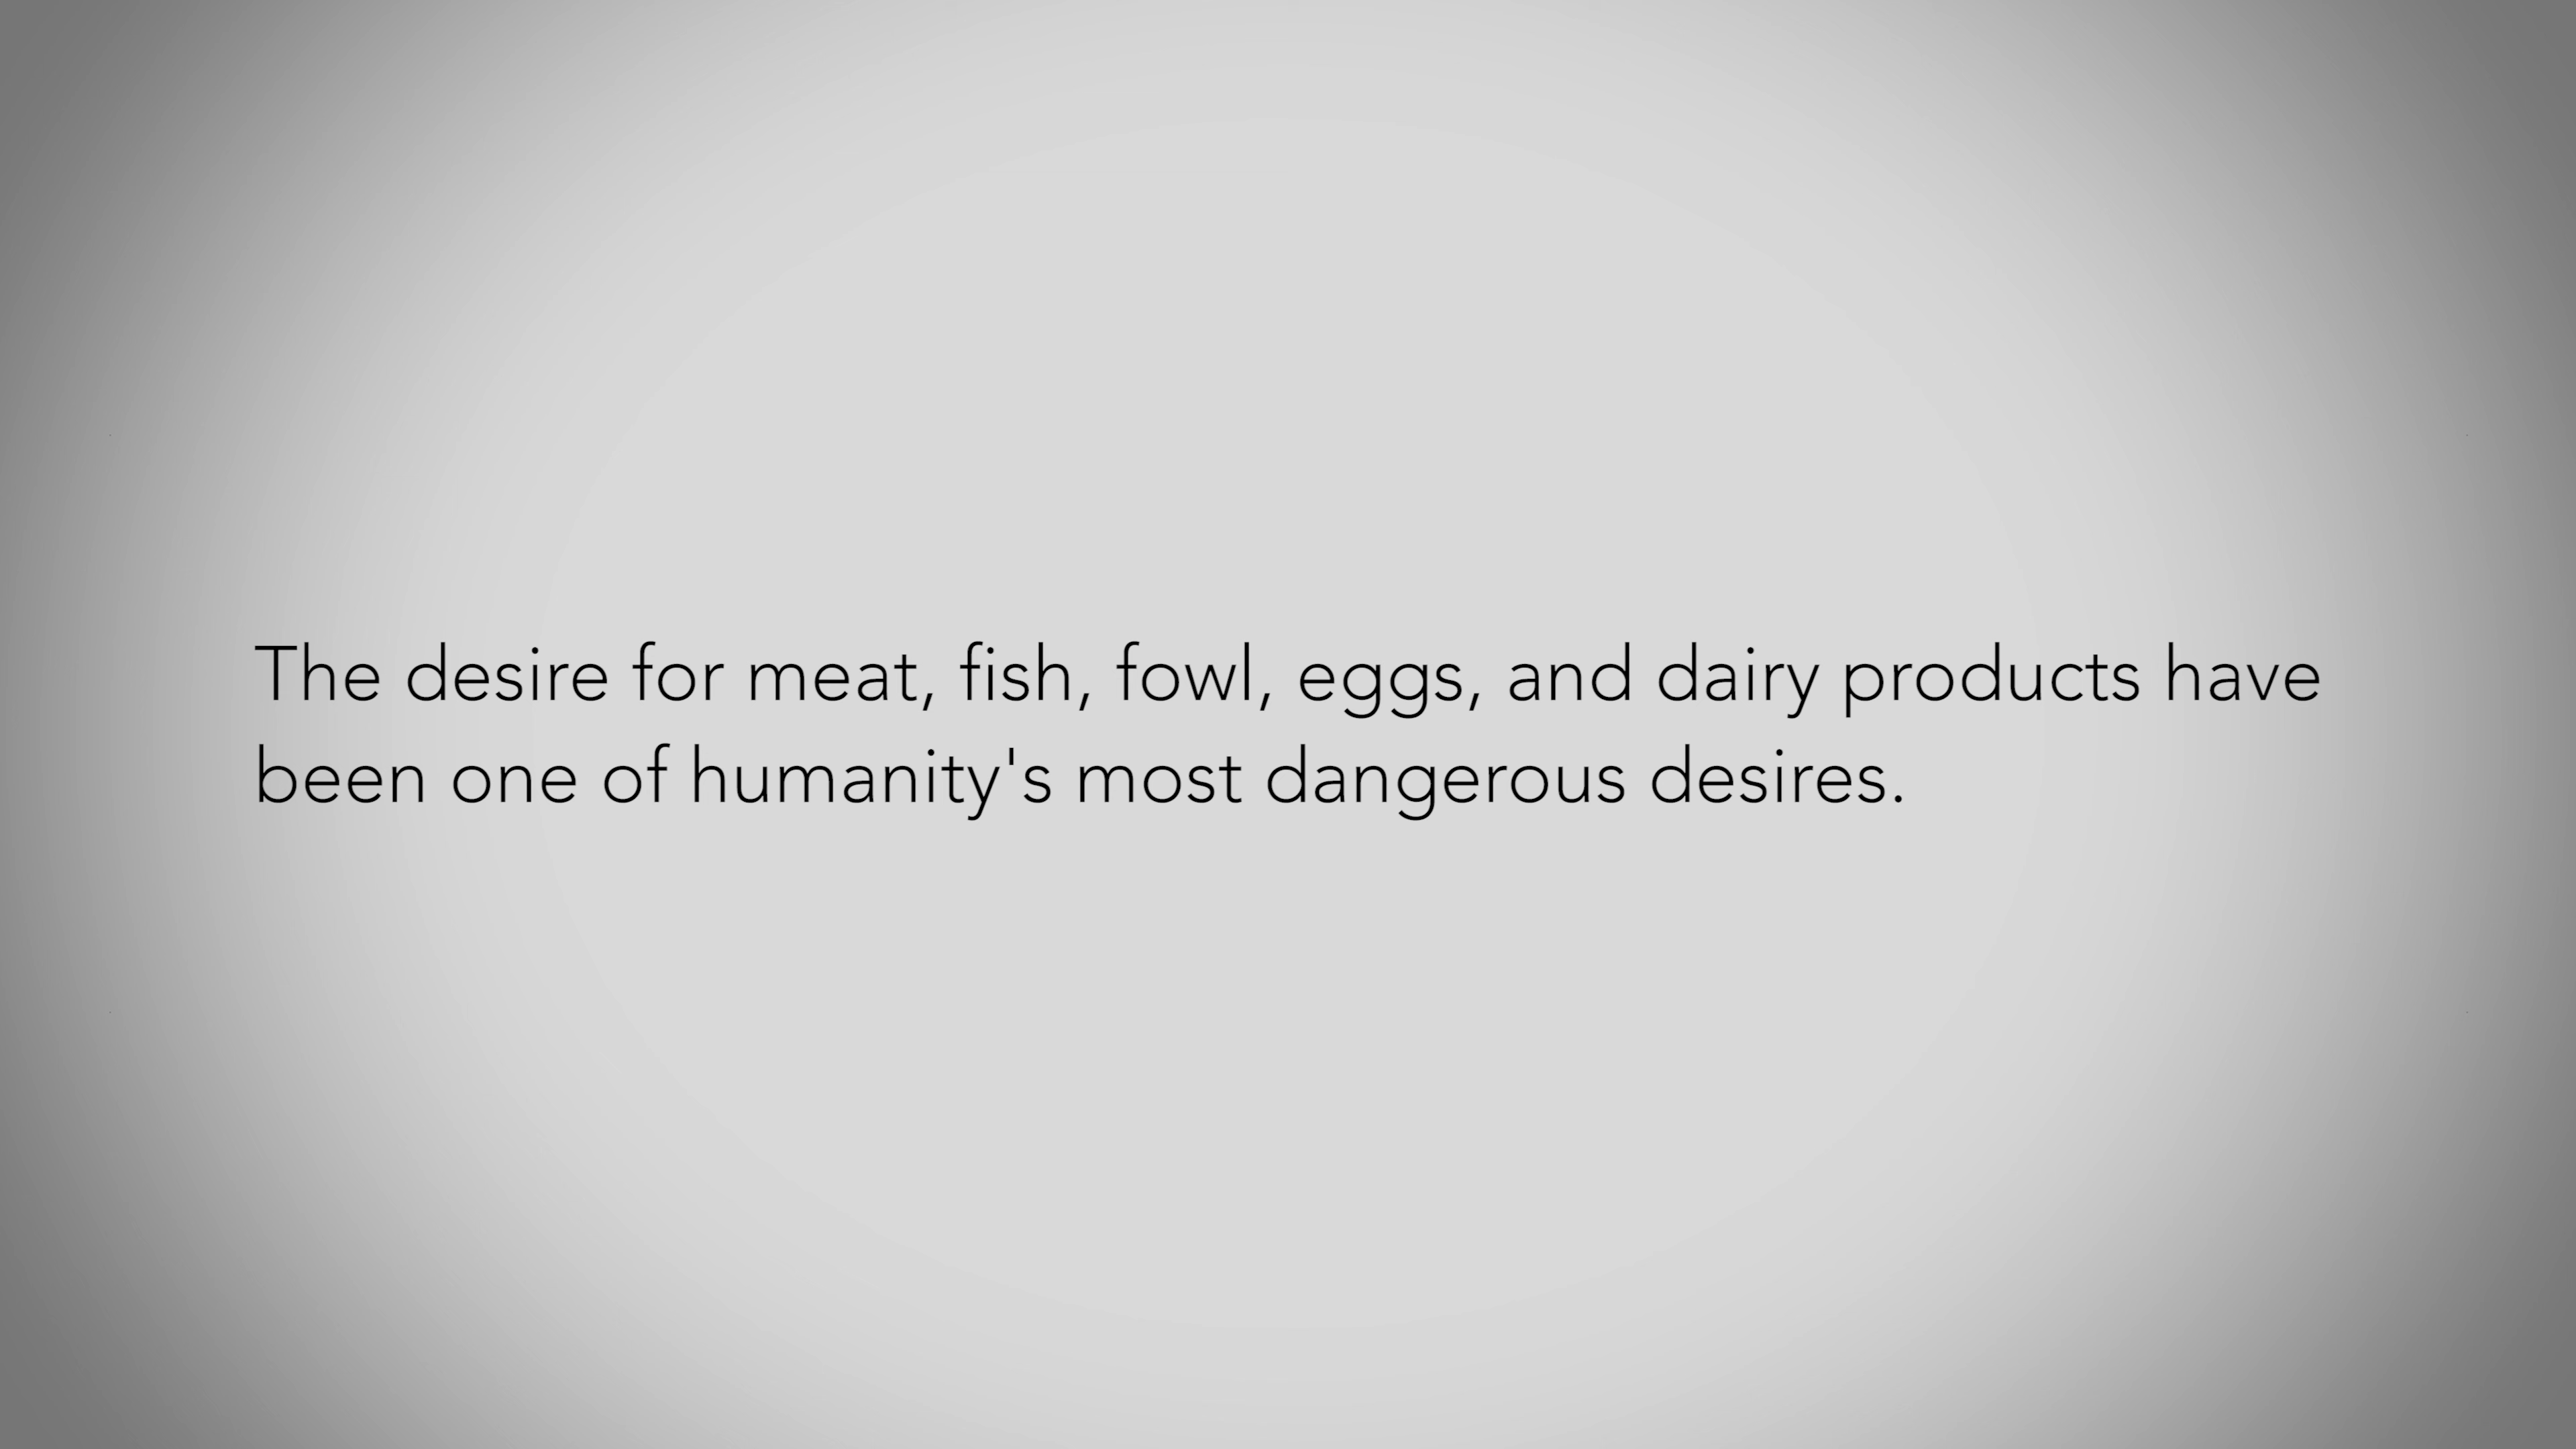 The desire for meat, fish, fowl, eggs, and dairy products have
been one of humanity's most dangerous desires.